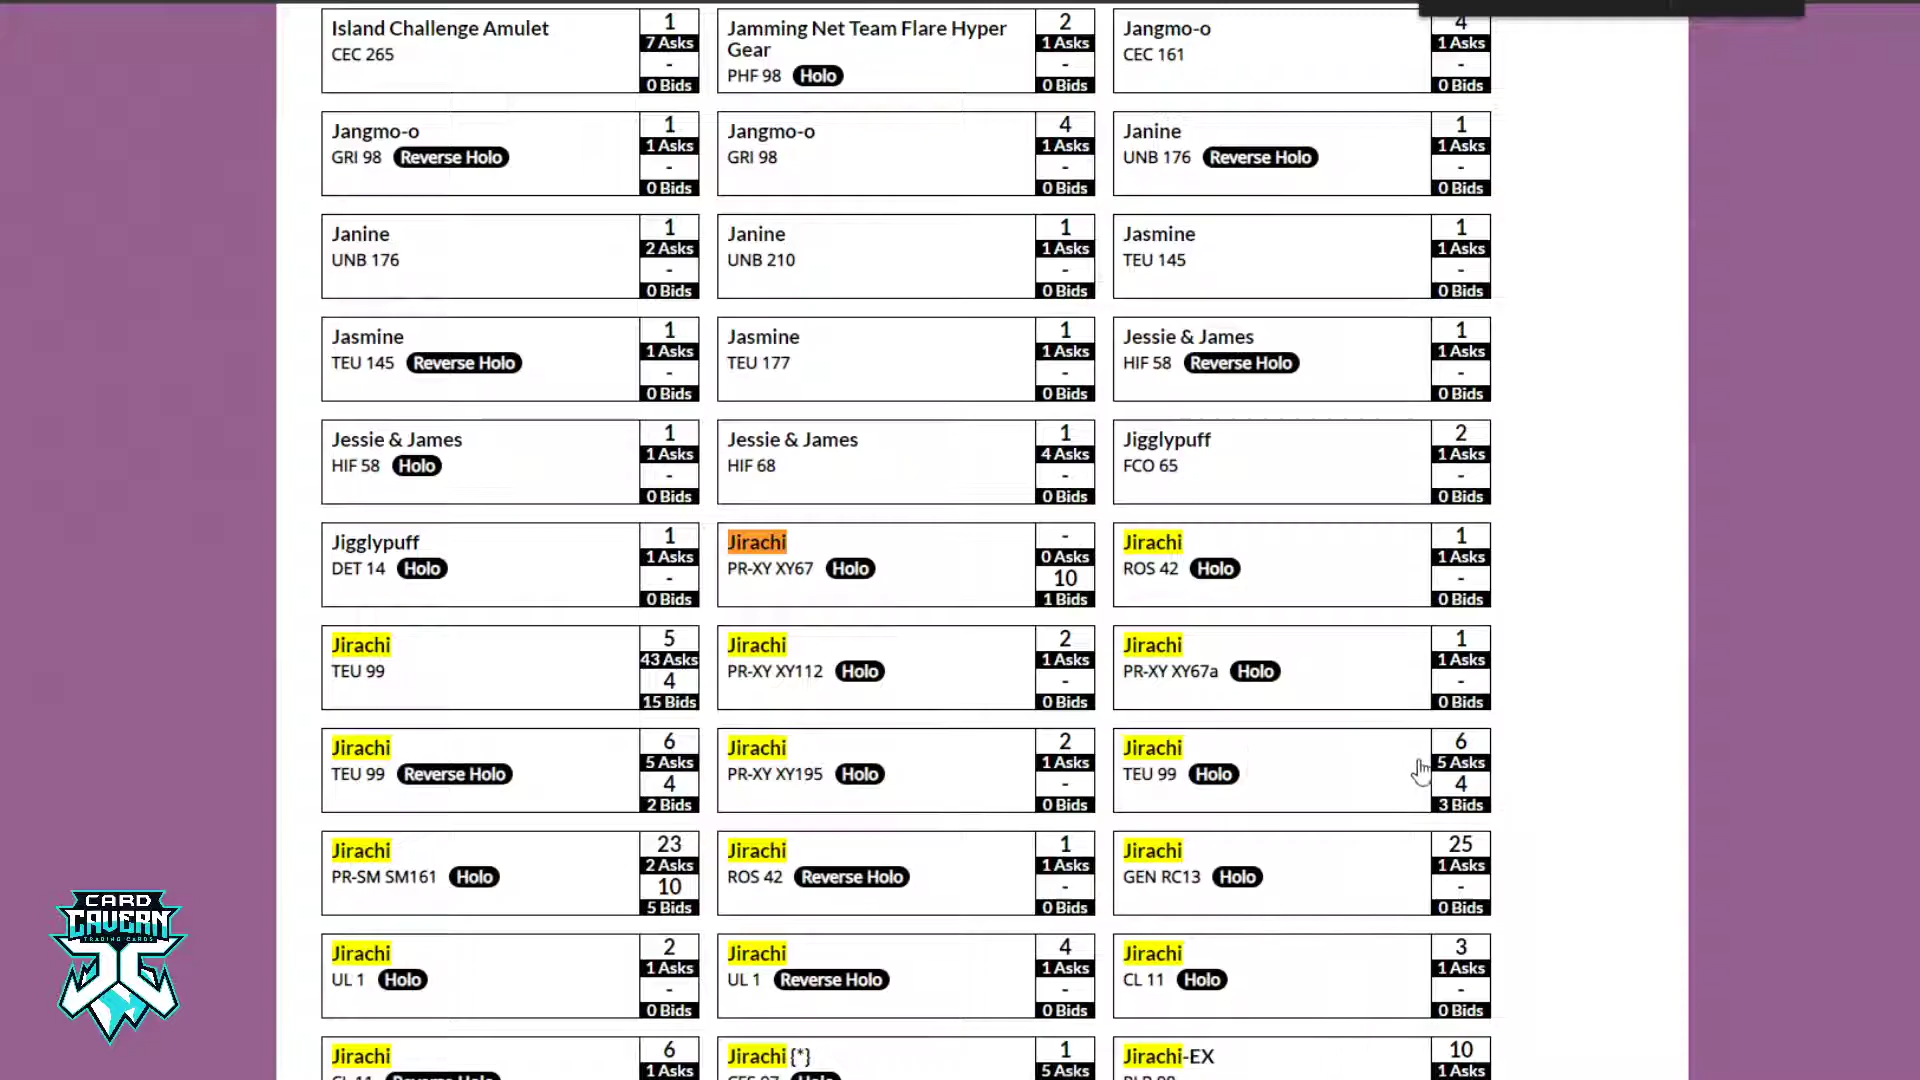 Island Challenge Amulet
CEC 265
1
7 Asks
-
0 Bids
Jamming Net Team Flare Hyper
Gear
PHF 98 Holo
2
1 Asks
-
0 Bids
Jangmo-o
CEC 161
4
1 Asks
-
0 Bids
Jangmo-o
GRI 98 Reverse Holo
1
1 Asks
-
0 Bids
Jangmo-o
GRI 98
4
1 Asks
-
0 Bids
Janine
UNB 176 Reverse Holo
1
1 Asks
-
0 Bids
Janine
UNB 176
1
2 Asks
-
0 Bids
Janine
UNB 210
1
1 Asks
-
0 Bids
Jasmine
TEU 145
1
1 Asks
-
0 Bids
Jasmine
TEU 145 Reverse Holo
1
1 Asks
-
0 Bids
Jasmine
TEU 177
1
1 Asks
-
0 Bids
Jessie & James
HIF 58 Reverse Holo
1
1 Asks
-
0 Bids
Jessie & James
HIF 58 Holo
1
1 Asks
-
0 Bids
Jessie & James
HIF 68
1
4 Asks
-
0 Bids
Jigglypuff
FCO 65
2
1 Asks
-
0 Bids
Jigglypuff
DET 14 Holo
1
1 Asks
-
0 Bids
Jirachi
PR-XY XY67 Holo
-
0 Asks
10
1 Bids
Jirachi
ROS 42 Holo
1
1 Asks
-
0 Bids
Jirachi
TEU 99
5
43 Asks
4
15 Bids
Jirachi
PR-XY XY112 Holo
2
1 Asks
-
0 Bids
Jirachi
PR-XY XY67a Holo
1
1 Asks
-
0 Bids
Jirachi
TEU 99 Reverse Holo
6
5 Asks
4
2 Bids
Jirachi
PR-XY XY195 Holo
2
1 Asks
-
0 Bids
Jirachi
TEU 99 Holo
6
5 Asks
4
3 Bids
Jirachi
PR-SM SM161 Holo
23
2 Asks
10
5 Bids
Jirachi
ROS 42 Reverse Holo
1
1 Asks
-
0 Bids
Jirachi
GEN RC13 Holo
25
1 Asks
-
0 Bids
Jirachi
UL 1 Holo
2
1 Asks
-
0 Bids
Jirachi
UL 1 Reverse Holo
4
1 Asks
-
0 Bids
Jirachi
CL 11 Holo
3
1 Asks
-
0 Bids
Jirachi
CL 11 Reverse Holo
6
1 Asks
Jirachi {*}
CES 97 Holo
1
5 Asks
Jirachi-EX
10
1 Asks
CARD
CAVERN
TRADING CARDS